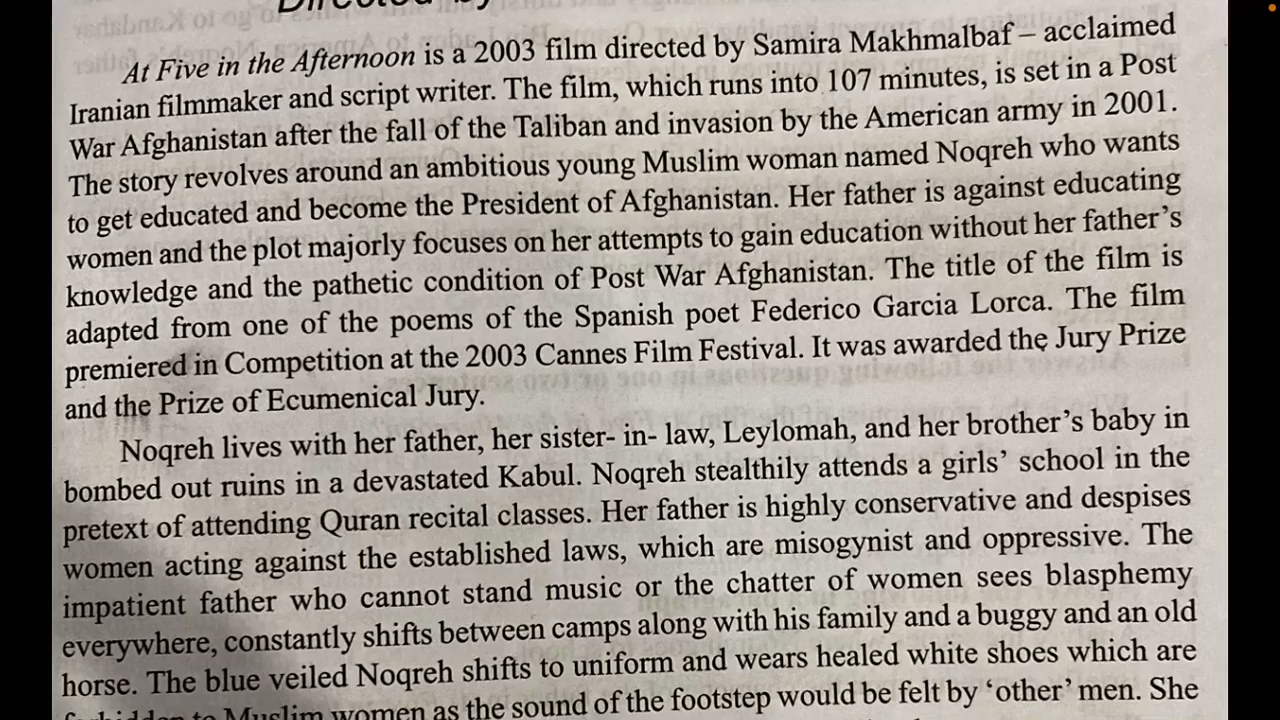 Directed by
At Five in the Afternoon is a 2003 film directed by Samira Makhmalbaf – acclaimed
Iranian filmmaker and script writer. The film, which runs into 107 minutes, is set in a Post
War Afghanistan after the fall of the Taliban and invasion by the American army in 2001.
The story revolves around an ambitious young Muslim woman named Noqreh who wants
to get educated and become the President of Afghanistan. Her father is against educating
women and the plot majorly focuses on her attempts to gain education without her father's
knowledge and the pathetic condition of Post War Afghanistan. The title of the film is
adapted from one of the poems of the Spanish poet Federico Garcia Lorca. The film
premiered in Competition at the 2003 Cannes Film Festival. It was awarded the Jury Prize
and the Prize of Ecumenical Jury.
Noqreh lives with her father, her sister- in- law, Leylomah, and her brother's baby in
bombed out ruins in a devastated Kabul. Noqreh stealthily attends a girls' school in the
pretext of attending Quran recital classes. Her father is highly conservative and despises
women acting against the established laws, which are misogynist and oppressive. The
impatient father who cannot stand music or the chatter of women sees blasphemy
everywhere, constantly shifts between camps along with his family and a buggy and an old
horse. The blue veiled Noqreh shifts to uniform and wears healed white shoes which are
forbidden to Muslim women as the sound of the footstep would be felt by 'other' men. She